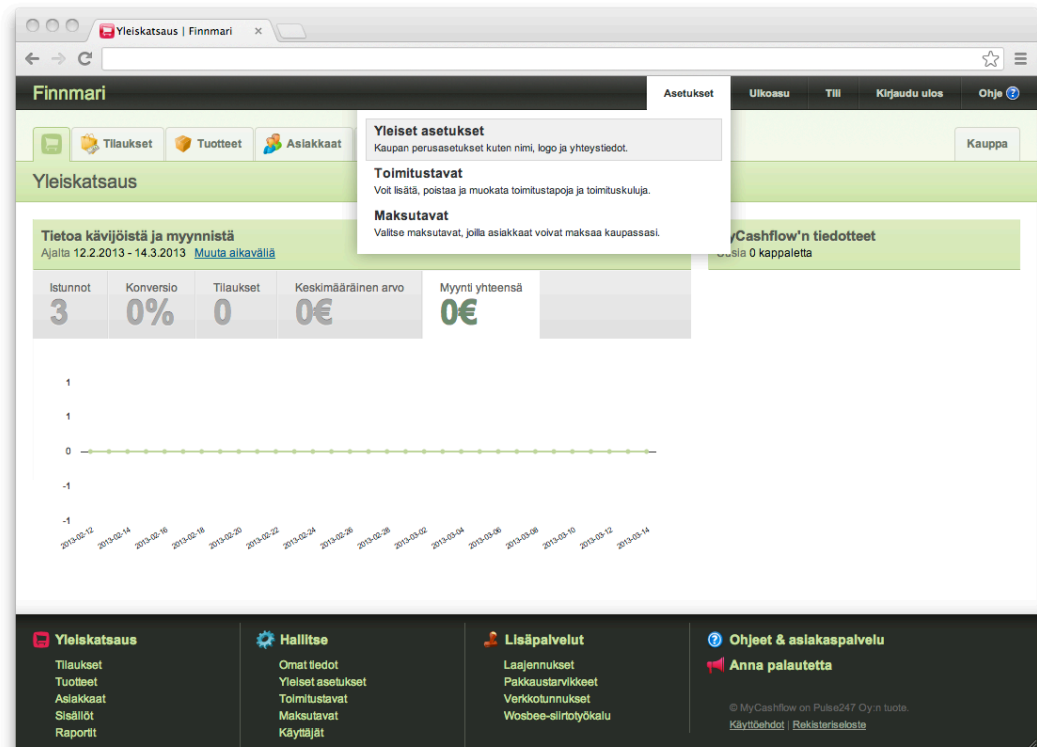 Yleiskatsaus | Finnmari
Finnmari
Asetukset
Ulkoasu
Tili
Kirjaudu ulos
Ohje
Tilaukset
Tuotteet
Asiakkaat
Kauppa
Yleiset asetukset
Kaupan perusasetukset kuten nimi, logo ja yhteystiedot.
Toimitustavat
Voit lisätä, poistaa ja muokata toimitustapoja ja toimituskuluja.
Maksutavat
Valitse maksutavat, joilla asiakkaat voivat maksaa kaupassasi.
Yleiskatsaus
Tietoa kävijöistä ja myynnistä
Ajalta 12.2.2013 - 14.3.2013 Muuta aikaväliä
MyCashflow'n tiedotteet
Uusia 0 kappaletta
Istunnot
3
Konversio
0%
Tilaukset
0
Keskimääräinen arvo
0€
Myynti yhteensä
0€
1
1
0
-1
-1
2013-02-12
2013-02-14
2013-02-16
2013-02-18
2013-02-20
2013-02-22
2013-02-24
2013-02-26
2013-02-28
2013-03-02
2013-03-04
2013-03-06
2013-03-08
2013-03-10
2013-03-12
2013-03-14
Yleiskatsaus
Tilaukset
Tuotteet
Asiakkaat
Sisällöt
Raportit
Hallitse
Omat tiedot
Yleiset asetukset
Toimitustavat
Maksutavat
Käyttäjät
Lisäpalvelut
Laajennukset
Pakkaustarvikkeet
Verkkotunnukset
Wosbee-siirtotyökalu
Ohjeet & asiakaspalvelu
Anna palautetta
© MyCashflow on Pulse247 Oy:n tuote.
Käyttöehdot | Rekisteriseloste